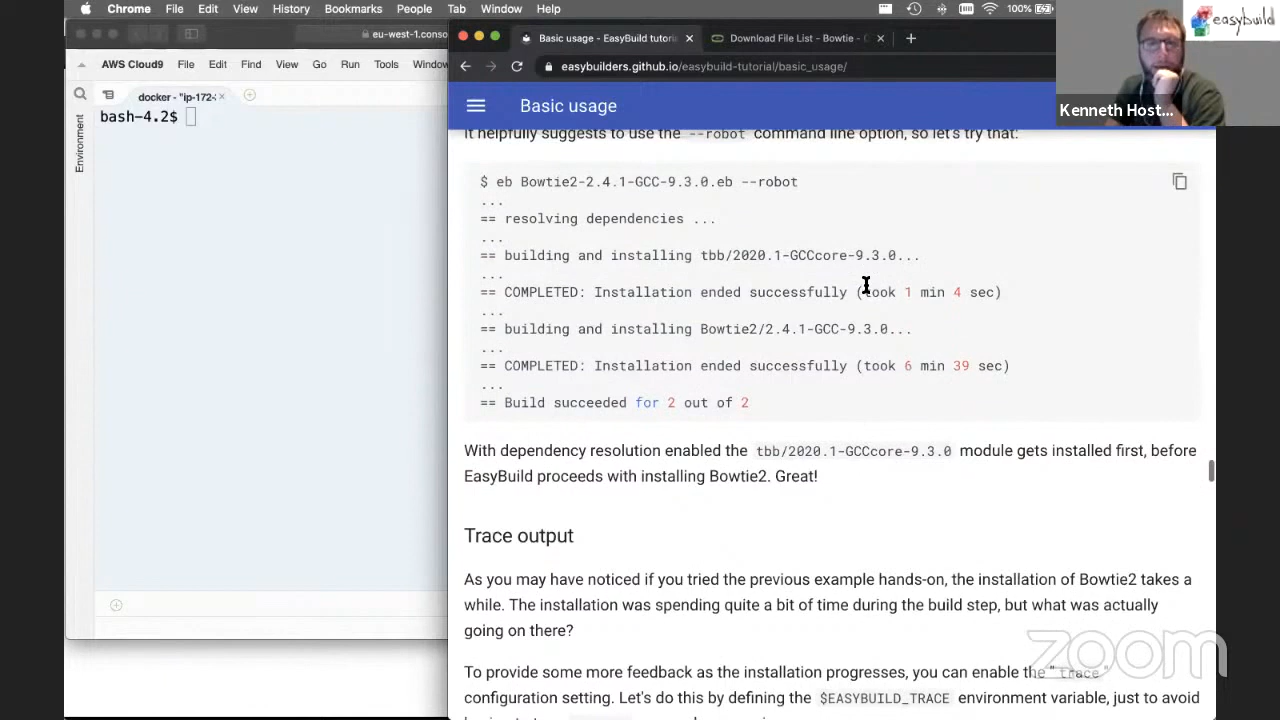 Chrome File Edit View History Bookmarks People Tab Window Help 100%
easybuild
eu-west-1.conso
Basic usage - EasyBuild tutori
Download File List - Bowtie -
AWS Cloud9 File Edit Find View Go Run Tools Window
easybuilders.github.io/easybuild-tutorial/basic_usage/
docker - "ip-172-
Basic usage
Kenneth Host...
bash-4.2$
Environment
It helpfully suggests to use the --robot command line option, so let's try that:
$ eb Bowtie2-2.4.1-GCC-9.3.0.eb --robot
...
== resolving dependencies ...
...
== building and installing tbb/2020.1-GCCcore-9.3.0...
...
== COMPLETED: Installation ended successfully (took 1 min 4 sec)
...
== building and installing Bowtie2/2.4.1-GCC-9.3.0...
...
== COMPLETED: Installation ended successfully (took 6 min 39 sec)
...
== Build succeeded for 2 out of 2
With dependency resolution enabled the tbb/2020.1-GCCcore-9.3.0 module gets installed first, before
EasyBuild proceeds with installing Bowtie2. Great!
Trace output
As you may have noticed if you tried the previous example hands-on, the installation of Bowtie2 takes a
while. The installation was spending quite a bit of time during the build step, but what was actually
going on there?
To provide some more feedback as the installation progresses, you can enable the "trace"
configuration setting. Let's do this by defining the $EASYBUILD_TRACE environment variable, just to avoid
zoom